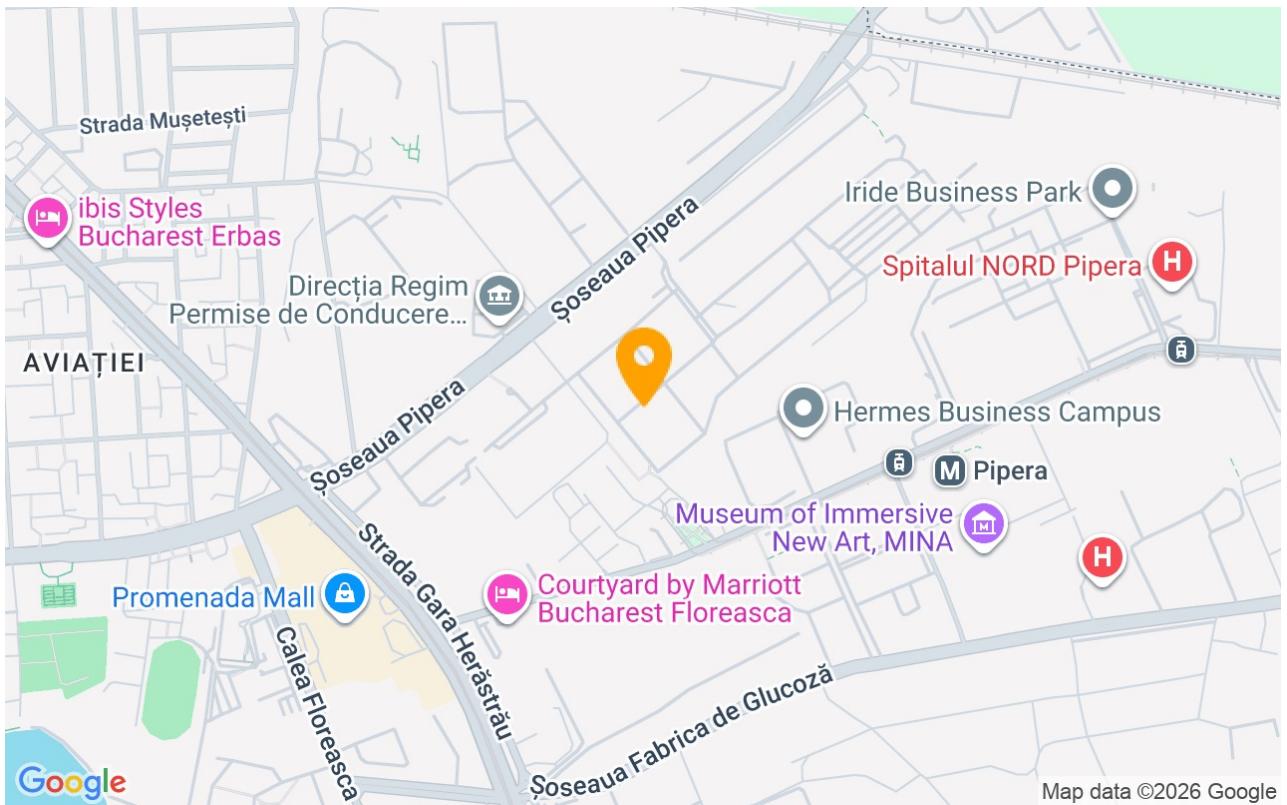 Strada Mușetești
ibis Styles
Bucharest Erbas
Iride Business Park
Șoseaua Pipera
Spitalul NORD Pipera
H
Direcția Regim
Permise de Conducere...
AVIAȚIEI
Șoseaua Pipera
Hermes Business Campus
M Pipera
Museum of Immersive
New Art, MINA
M
H
Promenada Mall
Strada Gara Herăstrău
Courtyard by Marriott
Bucharest Floreasca
Calea Floreasca
Șoseaua Fabrica de Glucoză
Google
Map data ©2026 Google